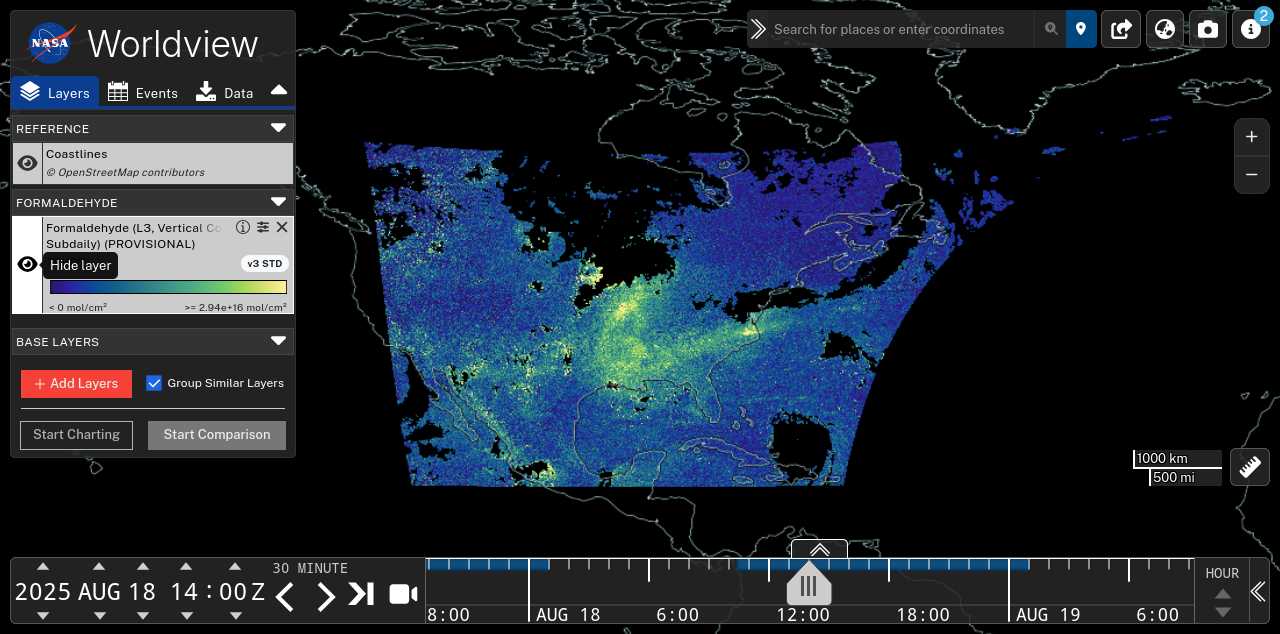 NASA
Worldview
Search for places or enter coordinates
2
Layers
Events
Data
REFERENCE
Coastlines
© OpenStreetMap contributors
FORMALDEHYDE
Formaldehyde (L3, Vertical Co
Subdaily) (PROVISIONAL)
Hide layer
v3 STD
< 0 mol/cm²
>= 2.94e+16 mol/cm²
BASE LAYERS
+ Add Layers
Group Similar Layers
Start Charting
Start Comparison
+
−
1000 km
500 mi
2025 AUG 18 14 : 00 Z
30 MINUTE
8:00
AUG 18
6:00
12:00
18:00
AUG 19
6:00
HOUR